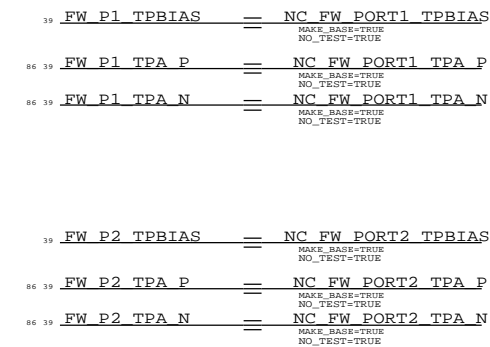 39 FW_P1_TPBIAS = NC_FW_PORT1_TPBIAS
MAKE_BASE=TRUE
NO_TEST=TRUE
86 39 FW_P1_TPA_P = NC_FW_PORT1_TPA_P
MAKE_BASE=TRUE
NO_TEST=TRUE
86 39 FW_P1_TPA_N = NC_FW_PORT1_TPA_N
MAKE_BASE=TRUE
NO_TEST=TRUE
39 FW_P2_TPBIAS = NC_FW_PORT2_TPBIAS
MAKE_BASE=TRUE
NO_TEST=TRUE
86 39 FW_P2_TPA_P = NC_FW_PORT2_TPA_P
MAKE_BASE=TRUE
NO_TEST=TRUE
86 39 FW_P2_TPA_N = NC_FW_PORT2_TPA_N
MAKE_BASE=TRUE
NO_TEST=TRUE